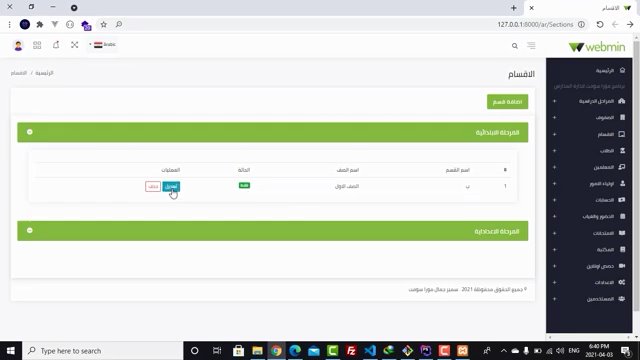 الاقسام
127.0.0.1:8000/ar/Sections
Arabic
webmin
الرئيسية
برنامج مورا سوفت لادارة المدارس
المراحل الدراسية
الصفوف
الاقسام
الطلاب
المعلمين
اولياء الامور
الحسابات
الحضور والغياب
الامتحانات
المكتبة
حصص اونلاين
الاعدادات
المستخدمين
الاقسام
الرئيسية
الاقسام
اضافة قسم
المرحلة الابتدائية
# اسم القسم اسم الصف الحالة العمليات
1 ب الصف الاول تعديل حذف
المرحلة الاعدادية
جميع الحقوق محفوظة 2021 سمير جمال مورا سوفت
Type here to search
ENG
6:40 PM
2021-04-03